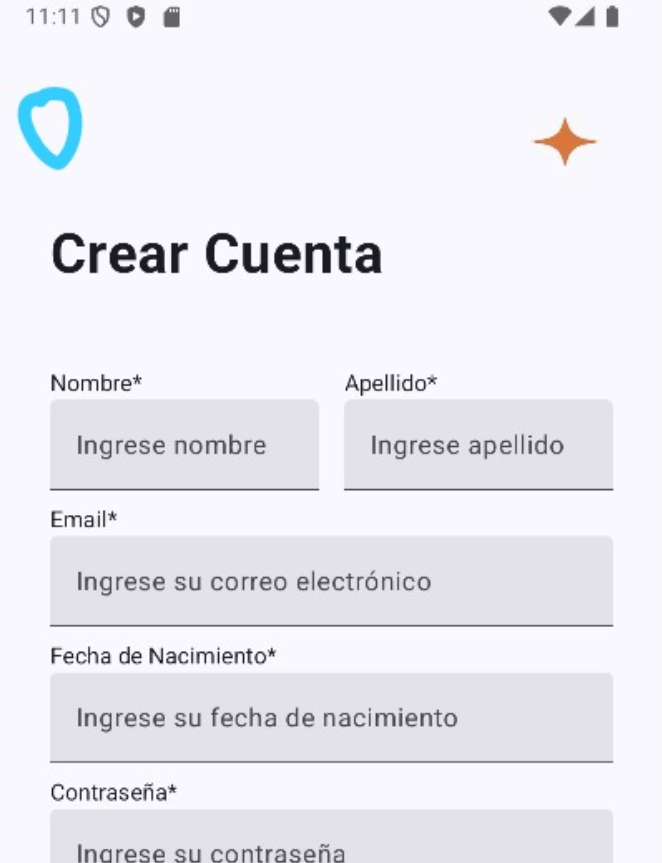 11:11
Crear Cuenta
Nombre* Apellido*
Ingrese nombre Ingrese apellido
Email*
Ingrese su correo electrónico
Fecha de Nacimiento*
Ingrese su fecha de nacimiento
Contraseña*
Ingrese su contraseña